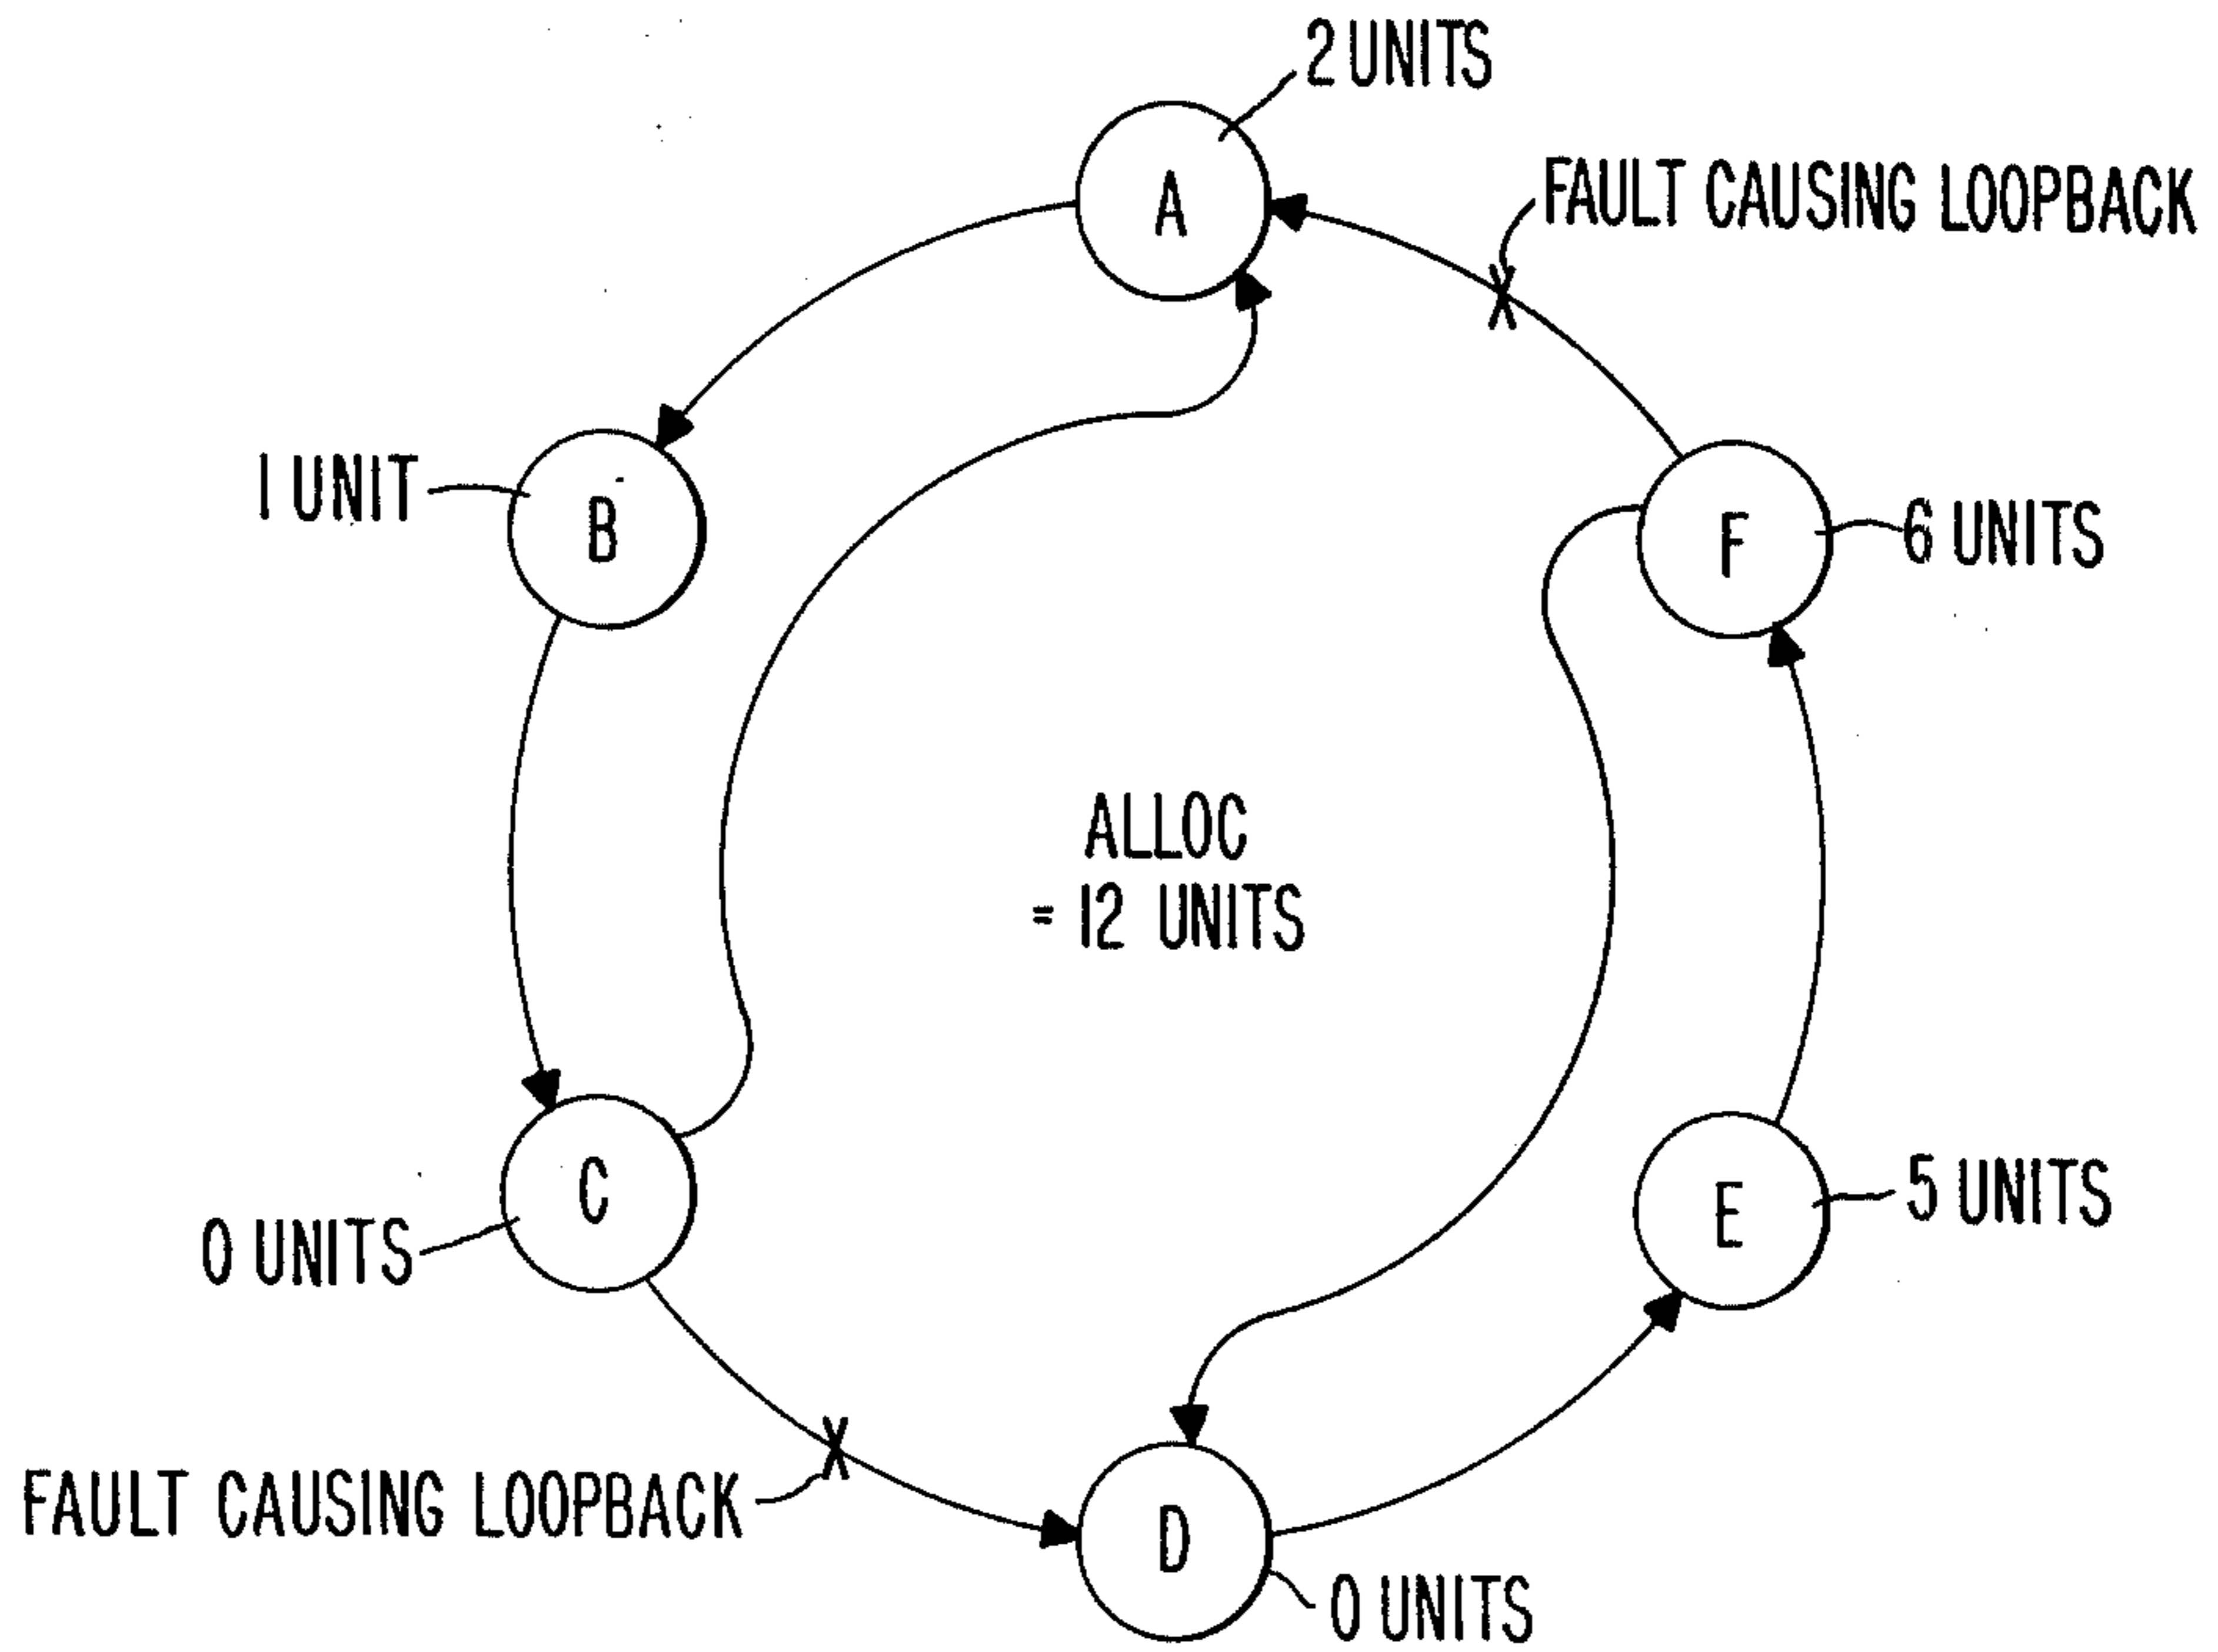 2 UNITS
A
FAULT CAUSING LOOPBACK
1 UNIT
B
F
6 UNITS
ALLOC
= 12 UNITS
C
0 UNITS
E
5 UNITS
FAULT CAUSING LOOPBACK
D
0 UNITS